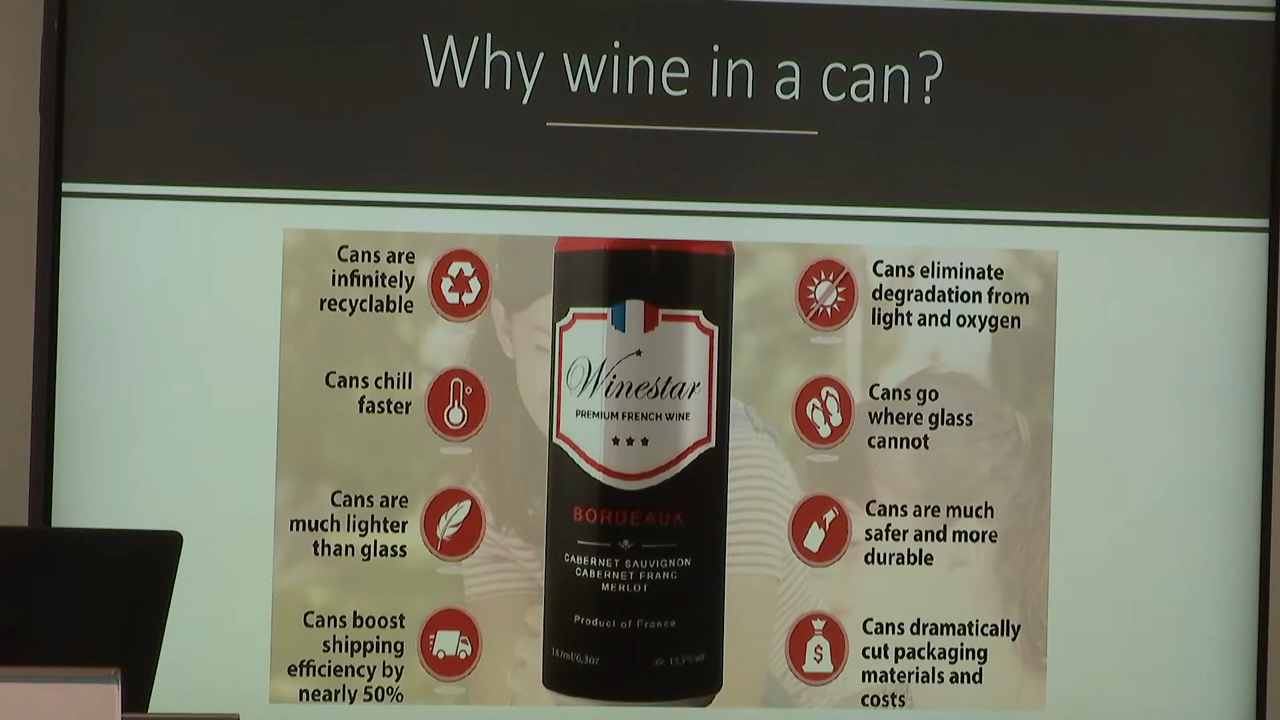 Why wine in a can?
Cans are
infinitely
recyclable
Cans chill
faster
Cans are
much lighter
than glass
Cans boost
shipping
efficiency by
nearly 50%
Winestar
PREMIUM FRENCH WINE
BORDEAUX
CABERNET SAUVIGNON
CABERNET FRANC
MERLOT
Product of France
Cans eliminate
degradation from
light and oxygen
Cans go
where glass
cannot
Cans are much
safer and more
durable
Cans dramatically
cut packaging
materials and
costs
$